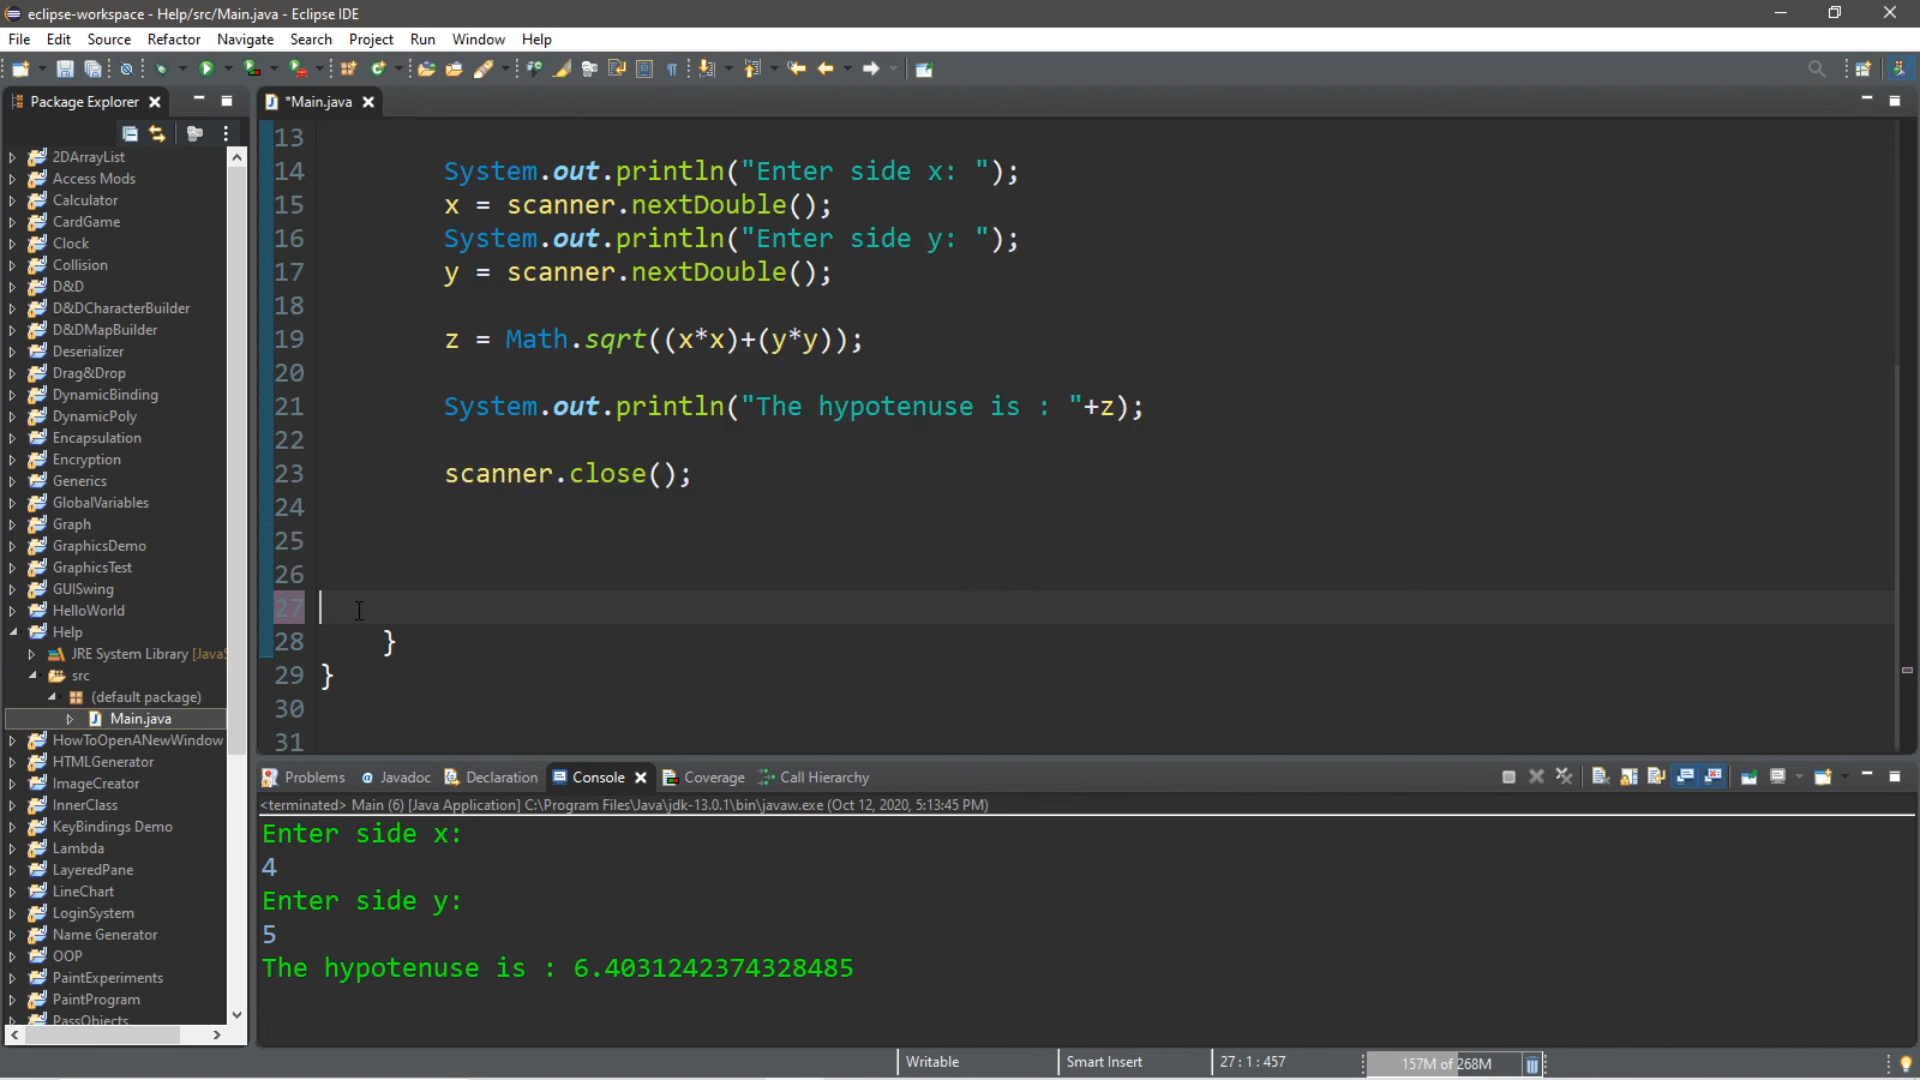 eclipse-workspace - Help/src/Main.java - Eclipse IDE
File Edit Source Refactor Navigate Search Project Run Window Help
Package Explorer
*Main.java
2DArrayList
Access Mods
Calculator
CardGame
Clock
Collision
D&D
D&DCharacterBuilder
D&DMapBuilder
Deserializer
Drag&Drop
DynamicBinding
DynamicPoly
Encapsulation
Encryption
Generics
GlobalVariables
Graph
GraphicsDemo
GraphicsTest
GUISwing
HelloWorld
Help
JRE System Library [JavaS
src
(default package)
Main.java
HowToOpenANewWindow
HTMLGenerator
ImageCreator
InnerClass
KeyBindings Demo
Lambda
LayeredPane
LineChart
LoginSystem
Name Generator
OOP
PaintExperiments
PaintProgram
PassObjects
13
14 System.out.println("Enter side x: ");
15 x = scanner.nextDouble();
16 System.out.println("Enter side y: ");
17 y = scanner.nextDouble();
18
19 z = Math.sqrt((x*x)+(y*y));
20
21 System.out.println("The hypotenuse is : "+z);
22
23 scanner.close();
24
25
26
27
28 }
29 }
30
31
Problems Javadoc Declaration Console Coverage Call Hierarchy
<terminated> Main (6) [Java Application] C:\Program Files\Java\jdk-13.0.1\bin\javaw.exe (Oct 12, 2020, 5:13:45 PM)
Enter side x:
4
Enter side y:
5
The hypotenuse is : 6.4031242374328485
Writable Smart Insert 27 : 1 : 457 157M of 268M